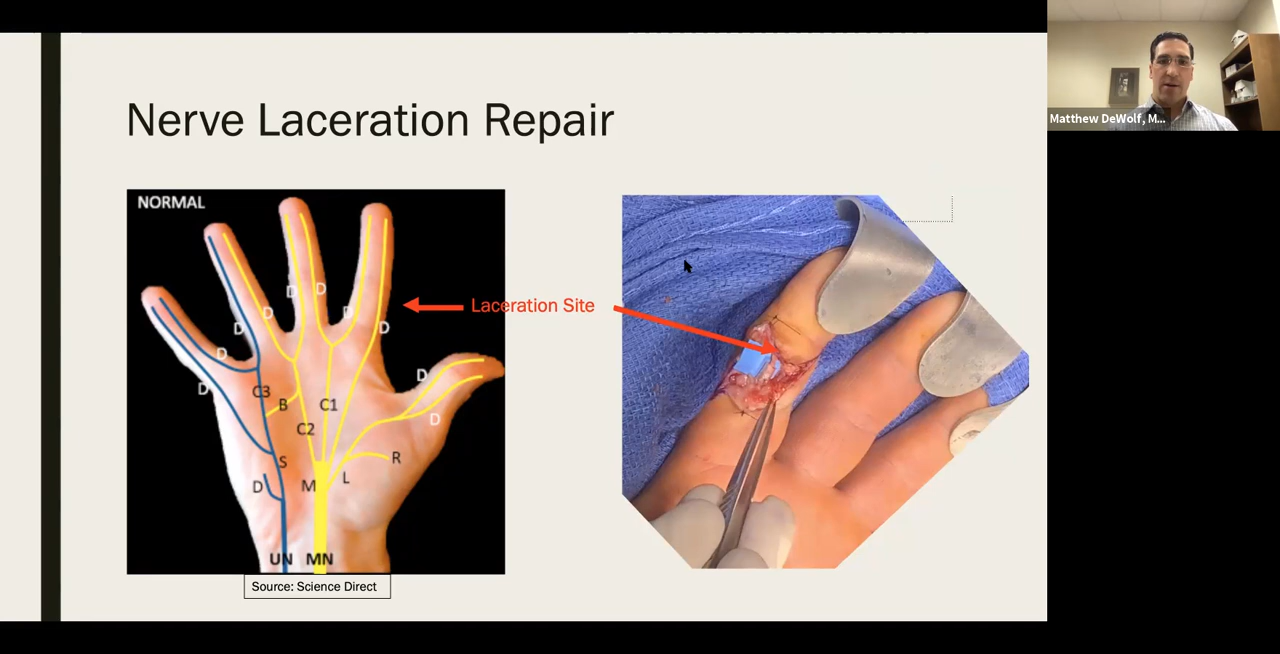 Nerve Laceration Repair
Matthew DeWolf, M...
NORMAL
Laceration Site
D
D
D
D
D
D
D
D
D
D
C3
B
C1
C2
S
R
D
M
L
UN
MN
Source: Science Direct